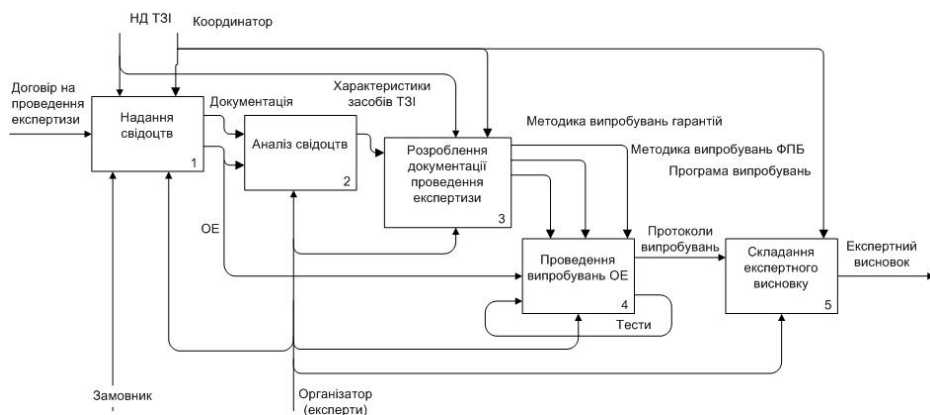 НД ТЗІ
Координатор
Договір на
проведення
експертизи
Надання
свідоцтв
1
Документація
Аналіз свідоцтв
2
Характеристики
засобів ТЗІ
Розроблення
документації
проведення
експертизи
3
Методика випробувань гарантій
Методика випробувань ФПБ
Програма випробувань
ОЕ
Проведення
випробувань ОЕ
4
Тести
Протоколи
випробувань
Складання
експертного
висновку
5
Експертний
висновок
Замовник
Організатор
(експерти)